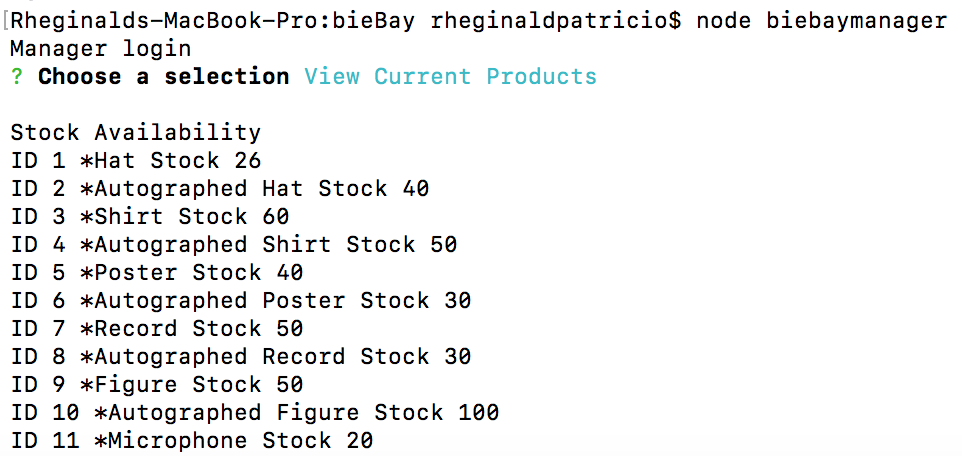 [Rheginalds-MacBook-Pro:bieBay rheginaldpatricio$ node biebaymanager
Manager login
? Choose a selection View Current Products
Stock Availability
ID 1 *Hat Stock 26
ID 2 *Autographed Hat Stock 40
ID 3 *Shirt Stock 60
ID 4 *Autographed Shirt Stock 50
ID 5 *Poster Stock 40
ID 6 *Autographed Poster Stock 30
ID 7 *Record Stock 50
ID 8 *Autographed Record Stock 30
ID 9 *Figure Stock 50
ID 10 *Autographed Figure Stock 100
ID 11 *Microphone Stock 20